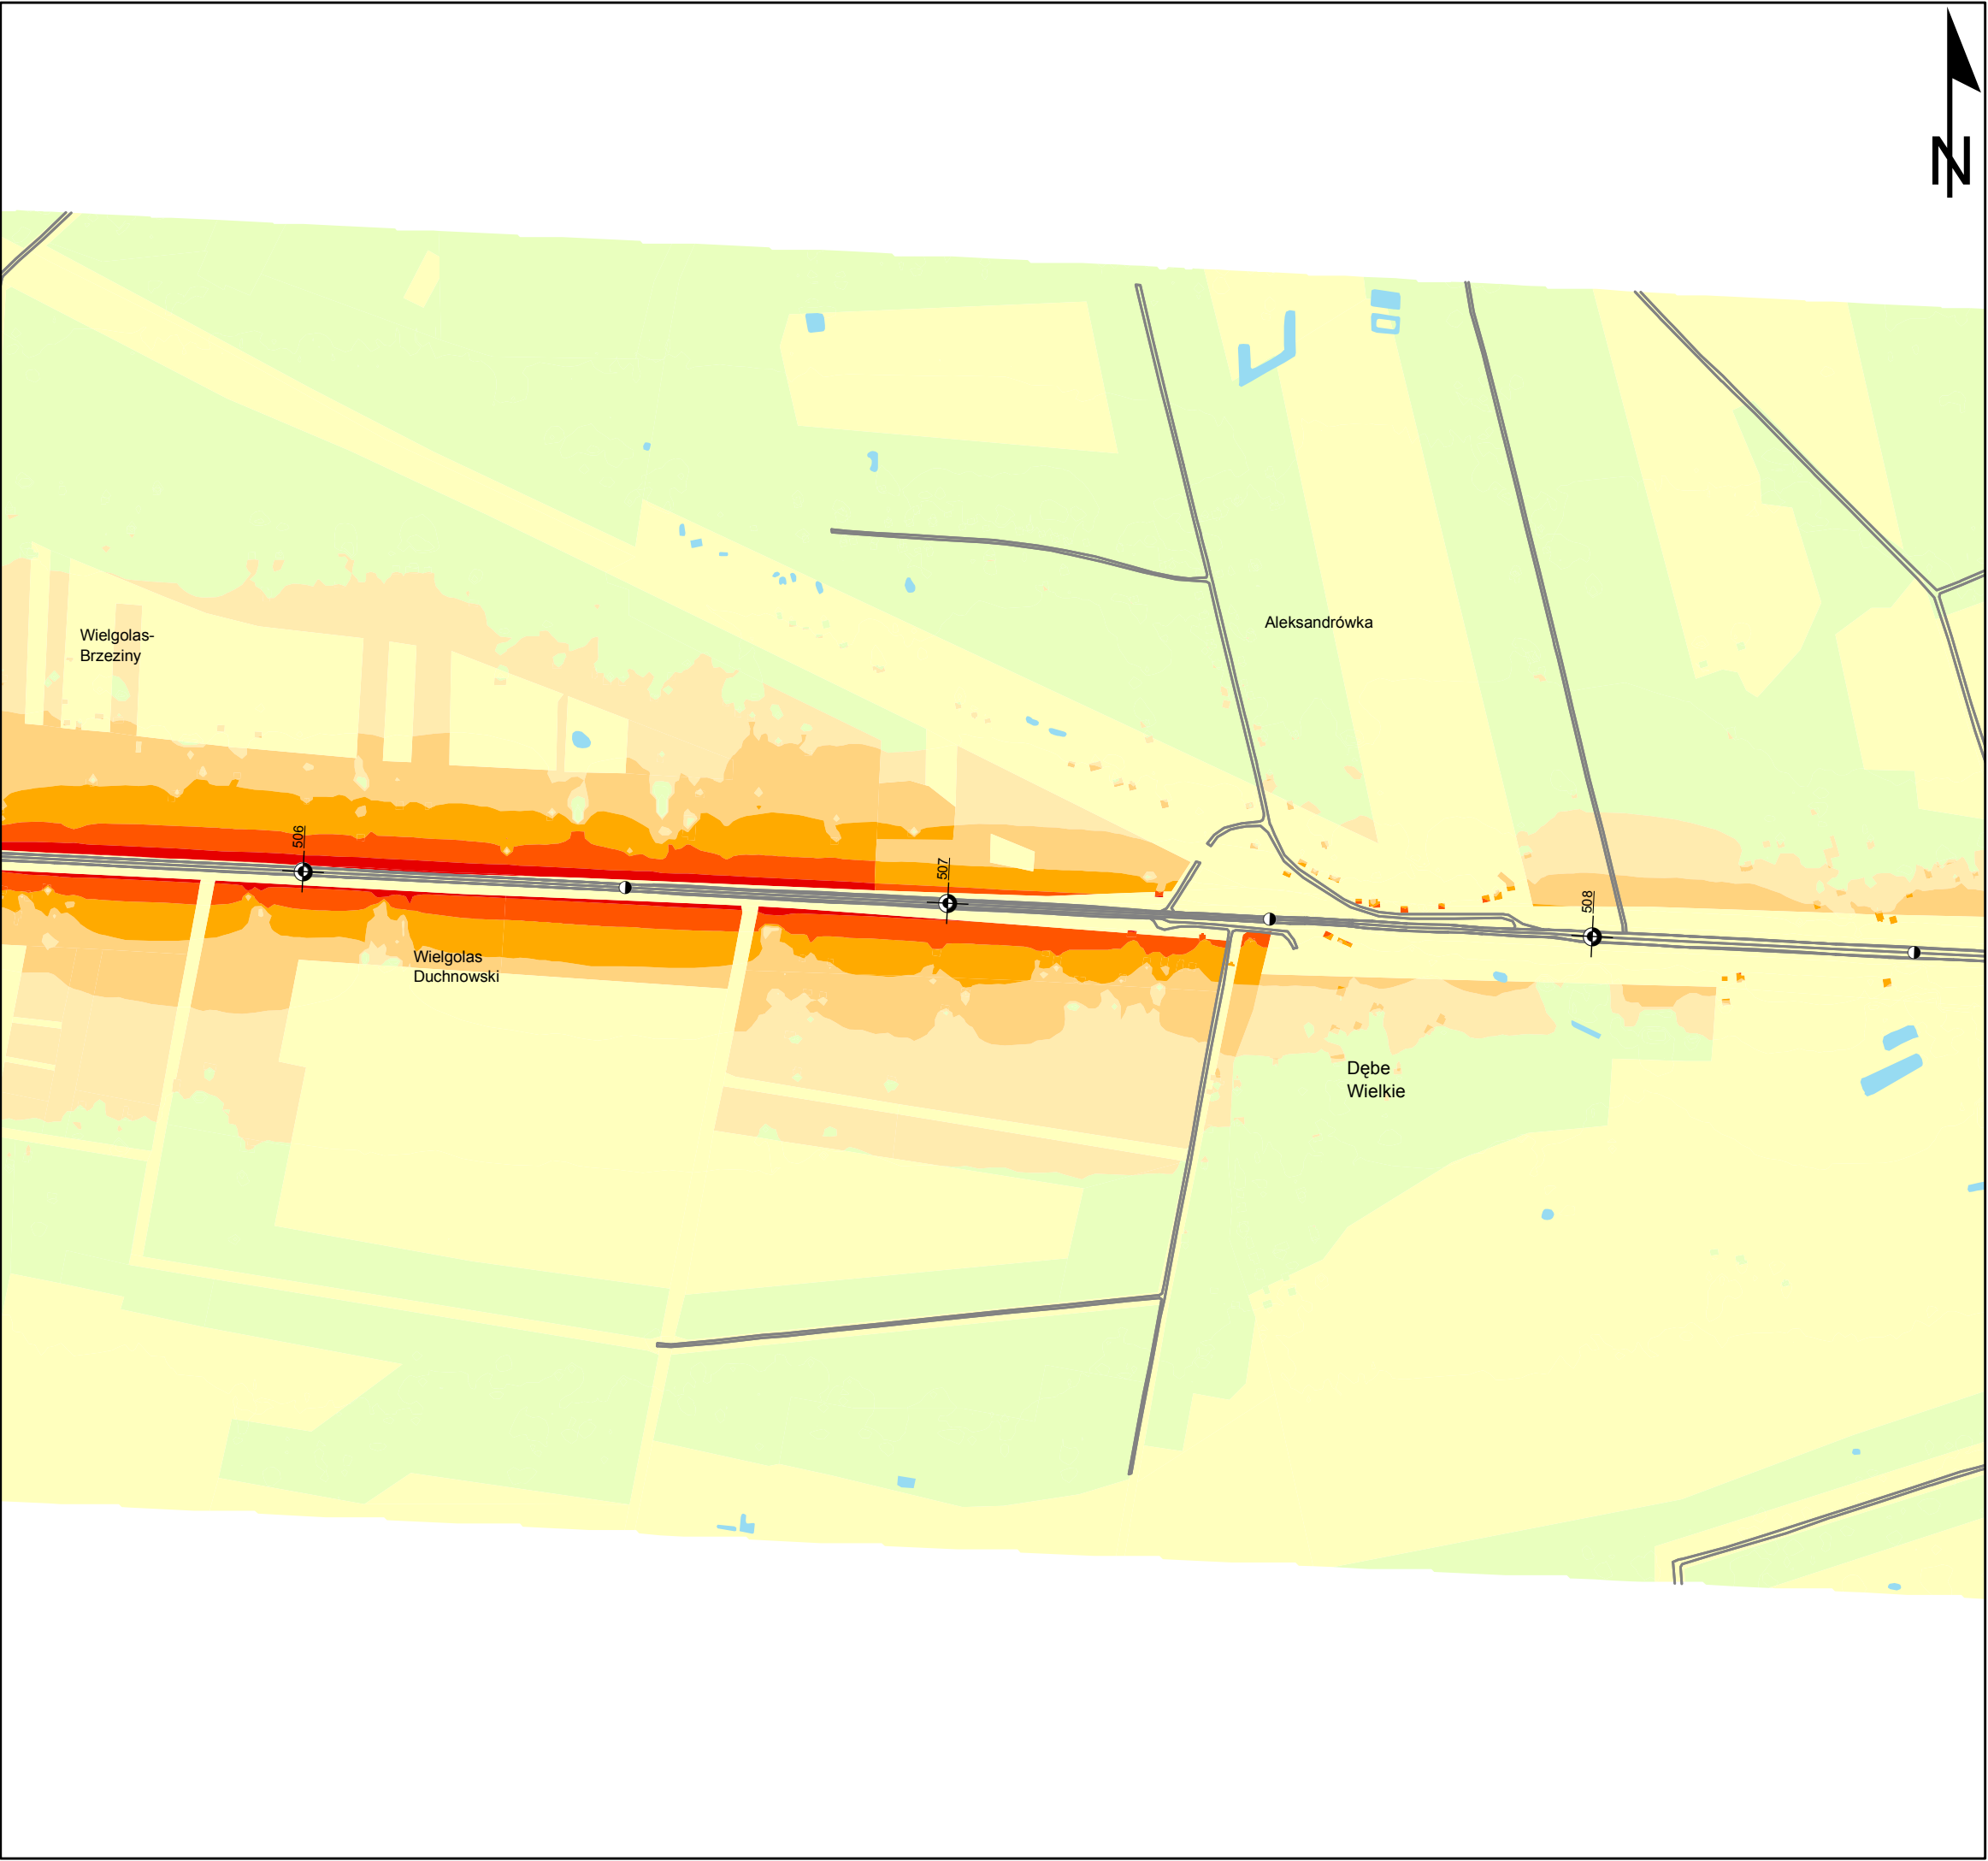 N
Aleksandrówka
Wielgolas-
Brzeziny
506
507
508
Wielgolas
Duchnowski
Dębe
Wielkie